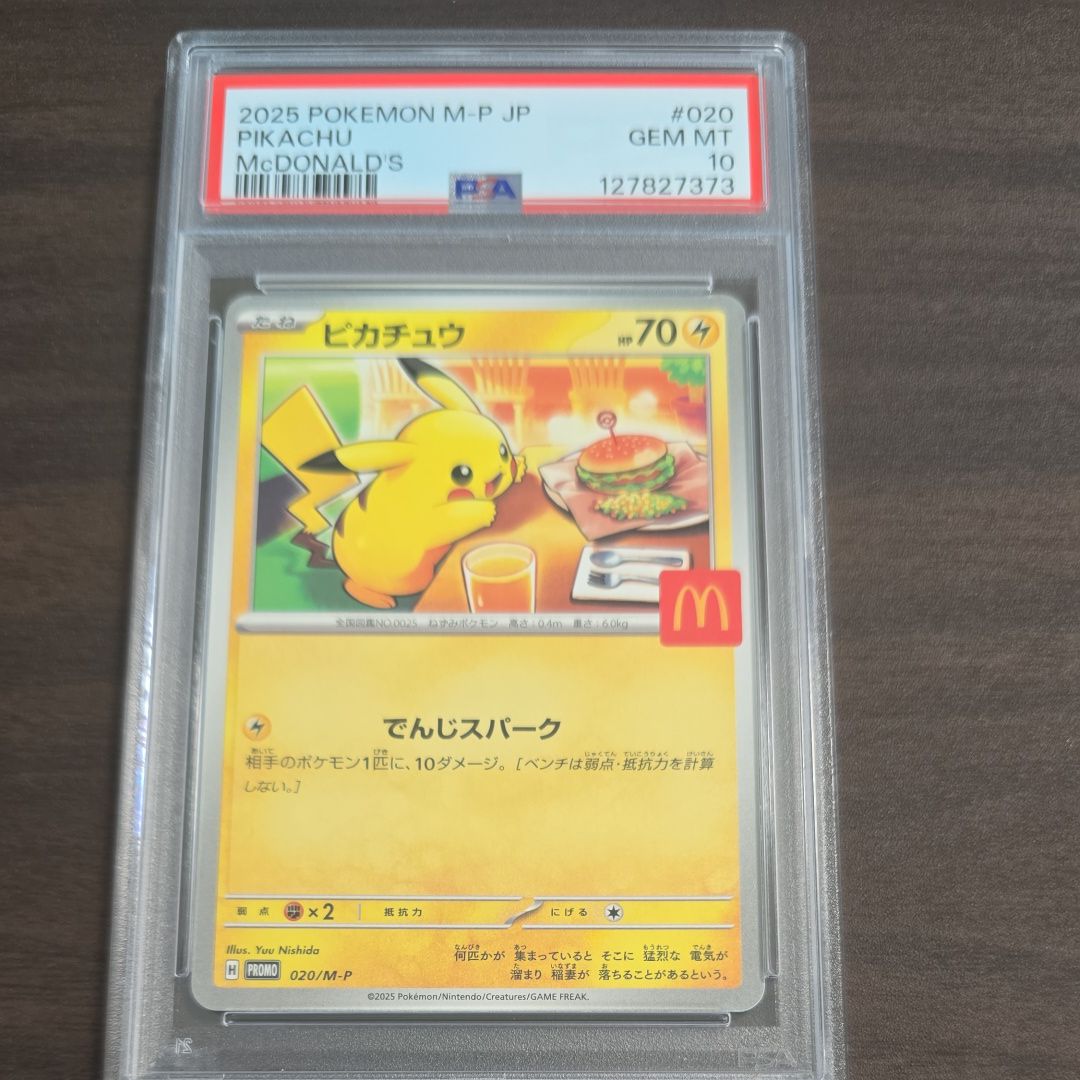 2025 POKEMON M-P JP #020
PIKACHU GEM MT
McDONALD'S 10
PSA 127827373
たね ピカチュウ HP70
全国図鑑NO.0025 ねずみポケモン 高さ:0.4m 重さ:6.0kg
でんじスパーク
相手のポケモン1匹に、10ダメージ。[ベンチは弱点・抵抗力を計算
しない。]
弱点 ×2 抵抗力 にげる
Illus. Yuu Nishida
何匹かが 集まっていると そこに 猛烈な 電気が
溜まり 稲妻が 落ちることがあるという。
H PROMO 020/M-P
©2025 Pokémon/Nintendo/Creatures/GAME FREAK.